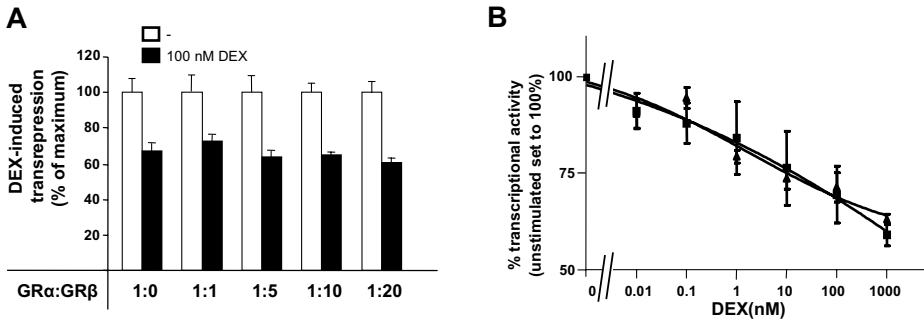 A
-
100 nM DEX
DEX-induced
transrepression
(% of maximum)
120
100
80
60
40
20
GRα:GRβ
1:0 1:1 1:5 1:10 1:20
B
% transcriptional activity
(unstimulated set to 100%)
100
75
50
0 0.01 0.1 1 10 100 1000
DEX(nM)